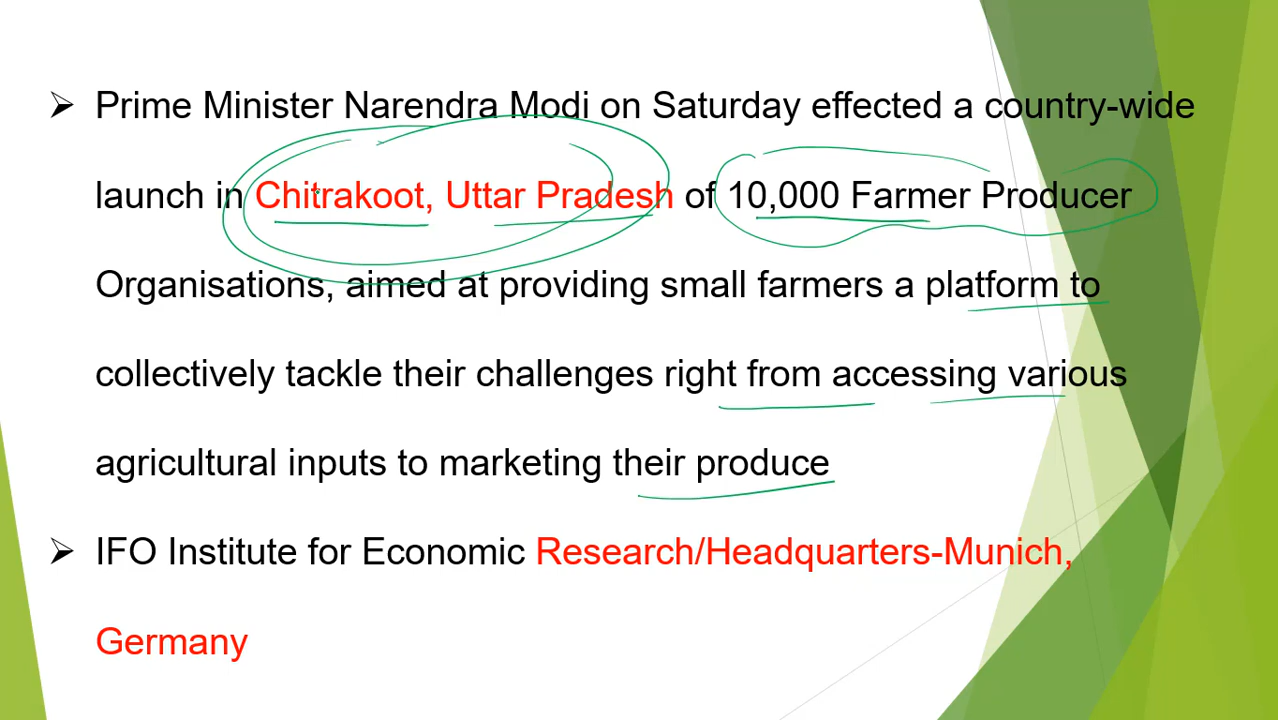 Prime Minister Narendra Modi on Saturday effected a country-wide
launch in Chitrakoot, Uttar Pradesh of 10,000 Farmer Producer
Organisations, aimed at providing small farmers a platform to
collectively tackle their challenges right from accessing various
agricultural inputs to marketing their produce
IFO Institute for Economic Research/Headquarters-Munich,
Germany